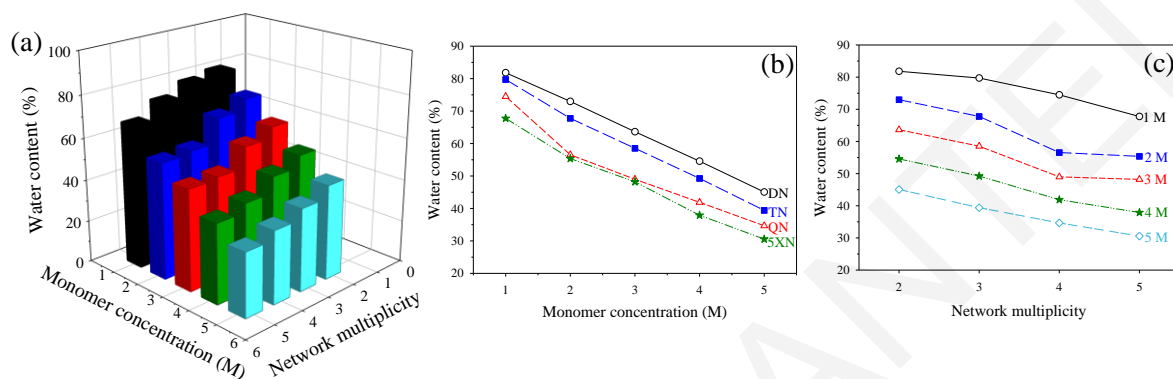 (a)
100
80
60
40
20
0
Water content (%)
1
2
3
4
5
6
Monomer concentration (M)
6
5
4
3
2
1
0
Network multiplicity
(b)
90
80
70
60
50
40
30
20
Water content (%)
DN
TN
QN
5XN
1 2 3 4 5
Monomer concentration (M)
(c)
90
80
70
60
50
40
30
20
Water content (%)
1 M
2 M
3 M
4 M
5 M
2 3 4 5
Network multiplicity